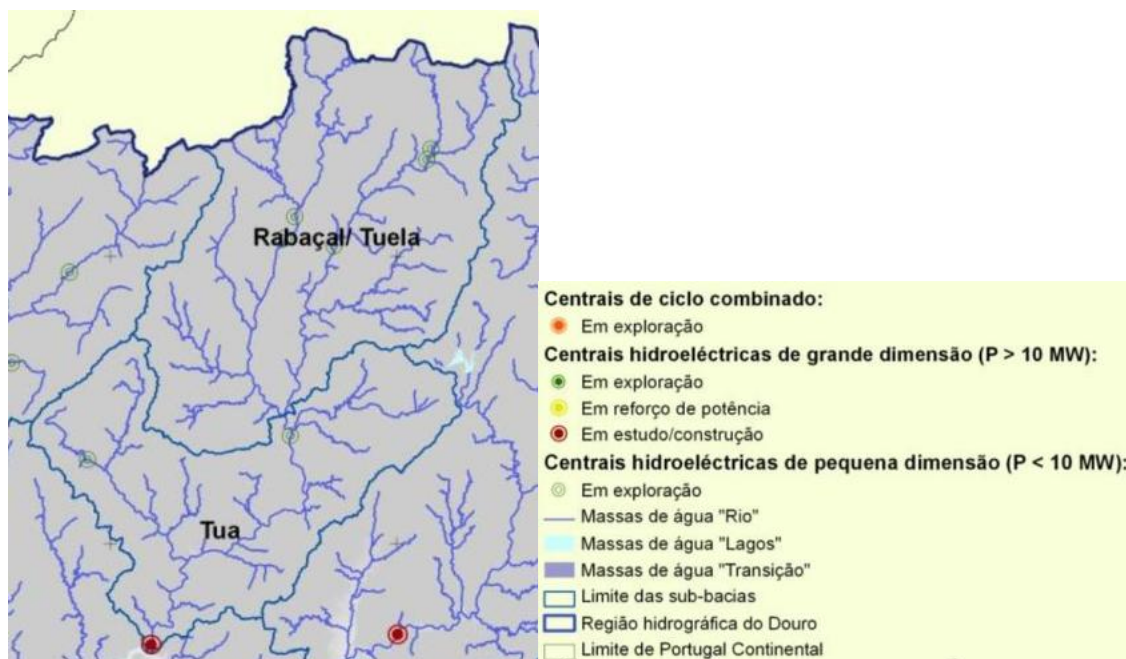 Rabaçal/ Tuela
Tua
Centrais de ciclo combinado:
Em exploração
Centrais hidroeléctricas de grande dimensão (P > 10 MW):
Em exploração
Em reforço de potência
Em estudo/construção
Centrais hidroeléctricas de pequena dimensão (P < 10 MW):
Em exploração
Massas de água "Rio"
Massas de água "Lagos"
Massas de água "Transição"
Limite das sub-bacias
Região hidrográfica do Douro
Limite de Portugal Continental